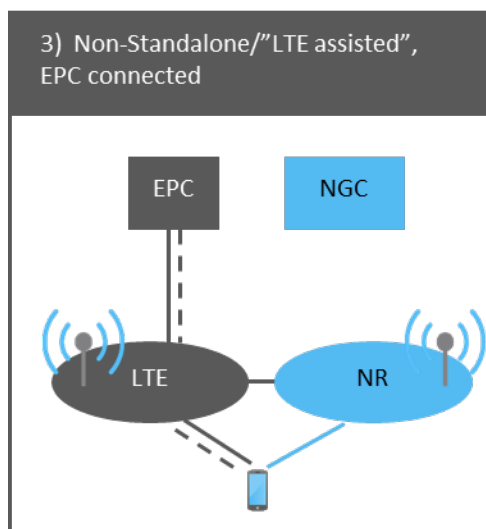 3) Non-Standalone/”LTE assisted”,
EPC connected
EPC
NGC
LTE
NR